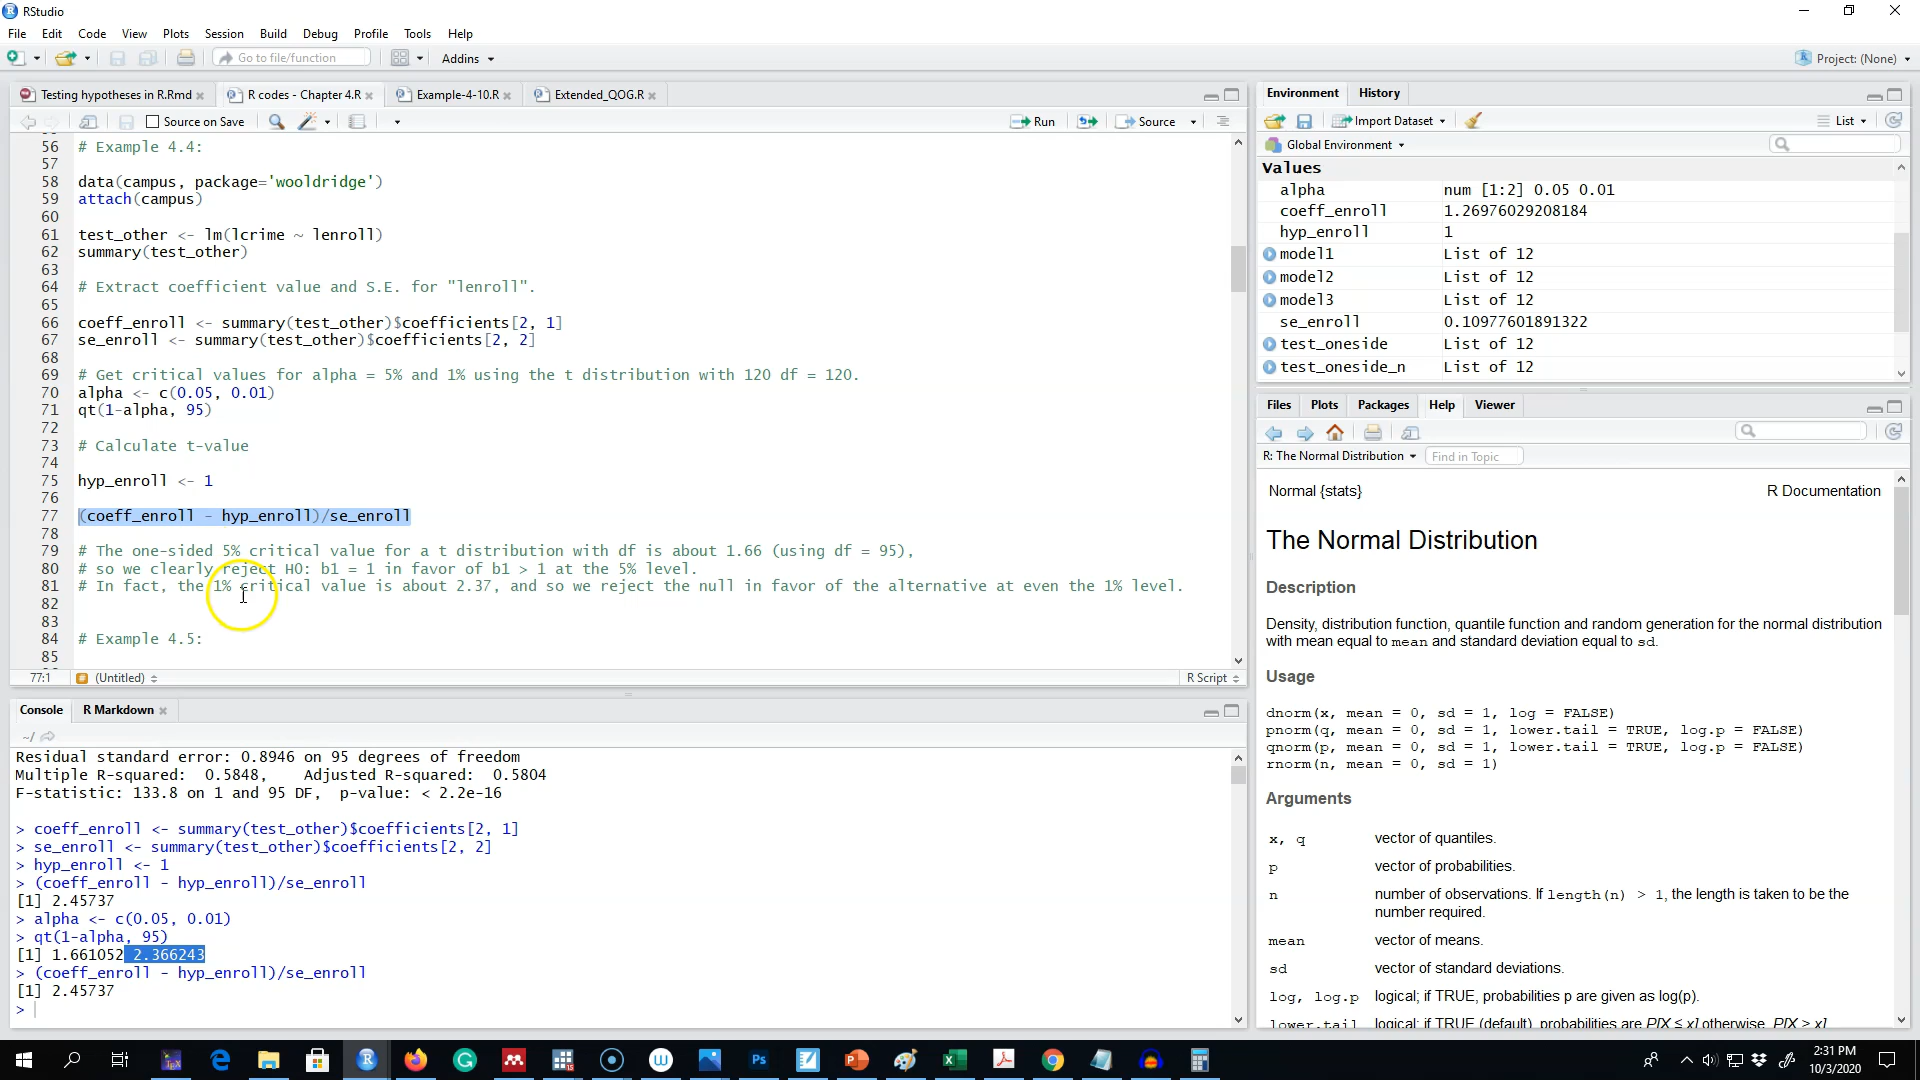 RStudio
File Edit Code View Plots Session Build Debug Profile Tools Help
Go to file/function Addins Project: (None)
Testing hypotheses in R.Rmd R codes - Chapter 4.R Example-4-10.R Extended_QOG.R
Source on Save Run Source
56 # Example 4.4:
57
58 data(campus, package='wooldridge')
59 attach(campus)
60
61 test_other <- lm(lcrime ~ lenroll)
62 summary(test_other)
63
64 # Extract coefficient value and S.E. for "lenroll".
65
66 coeff_enroll <- summary(test_other)$coefficients[2, 1]
67 se_enroll <- summary(test_other)$coefficients[2, 2]
68
69 # Get critical values for alpha = 5% and 1% using the t distribution with 120 df = 120.
70 alpha <- c(0.05, 0.01)
71 qt(1-alpha, 95)
72
73 # Calculate t-value
74
75 hyp_enroll <- 1
76
77 (coeff_enroll - hyp_enroll)/se_enroll
78
79 # The one-sided 5% critical value for a t distribution with df is about 1.66 (using df = 95),
80 # so we clearly reject H0: b1 = 1 in favor of b1 > 1 at the 5% level.
81 # In fact, the 1% critical value is about 2.37, and so we reject the null in favor of the alternative at even the 1% level.
82
83
84 # Example 4.5:
85
77:1 (Untitled) R Script
Console R Markdown
~/
Residual standard error: 0.8946 on 95 degrees of freedom
Multiple R-squared: 0.5848, Adjusted R-squared: 0.5804
F-statistic: 133.8 on 1 and 95 DF, p-value: < 2.2e-16
> coeff_enroll <- summary(test_other)$coefficients[2, 1]
> se_enroll <- summary(test_other)$coefficients[2, 2]
> hyp_enroll <- 1
> (coeff_enroll - hyp_enroll)/se_enroll
[1] 2.45737
> alpha <- c(0.05, 0.01)
> qt(1-alpha, 95)
[1] 1.661052 2.366243
> (coeff_enroll - hyp_enroll)/se_enroll
[1] 2.45737
>
Environment History
Import Dataset List
Global Environment
Values
alpha num [1:2] 0.05 0.01
coeff_enroll 1.26976029208184
hyp_enroll 1
model1 List of 12
model2 List of 12
model3 List of 12
se_enroll 0.10977601891322
test_oneside List of 12
test_oneside_n List of 12
Files Plots Packages Help Viewer
R: The Normal Distribution Find in Topic
Normal {stats} R Documentation
The Normal Distribution
Description
Density, distribution function, quantile function and random generation for the normal distribution
with mean equal to mean and standard deviation equal to sd.
Usage
dnorm(x, mean = 0, sd = 1, log = FALSE)
pnorm(q, mean = 0, sd = 1, lower.tail = TRUE, log.p = FALSE)
qnorm(p, mean = 0, sd = 1, lower.tail = TRUE, log.p = FALSE)
rnorm(n, mean = 0, sd = 1)
Arguments
x, q vector of quantiles.
p vector of probabilities.
n number of observations. If length(n) > 1, the length is taken to be the
number required.
mean vector of means.
sd vector of standard deviations.
log, log.p logical; if TRUE, probabilities p are given as log(p).
lower.tail logical; if TRUE (default), probabilities are P[X ≤ x] otherwise, P[X > x].
2:31 PM
10/3/2020